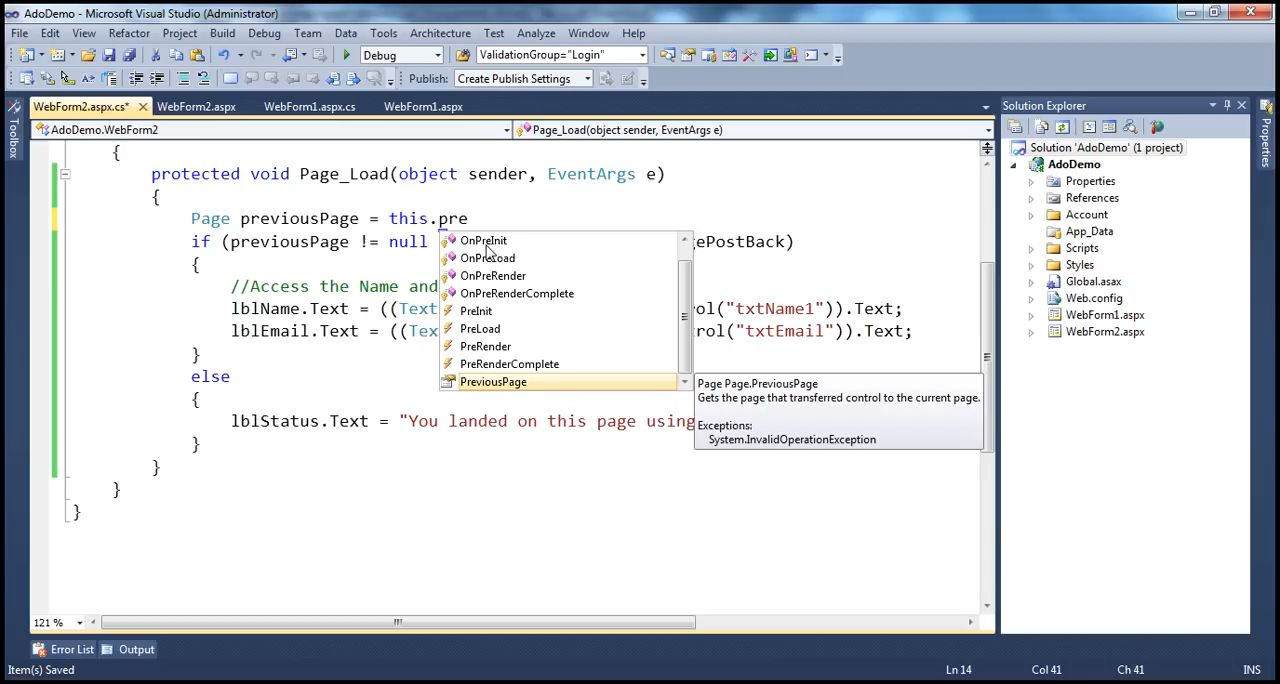 AdoDemo - Microsoft Visual Studio (Administrator)
File Edit View Refactor Project Build Debug Team Data Tools Architecture Test Analyze Window Help
Debug ValidationGroup="Login"
Publish: Create Publish Settings
WebForm2.aspx.cs* WebForm2.aspx WebForm1.aspx.cs WebForm1.aspx
AdoDemo.WebForm2 Page_Load(object sender, EventArgs e)
Toolbox
{
protected void Page_Load(object sender, EventArgs e)
{
Page previousPage = this.pre
if (previousPage != null gePostBack)
{
//Access the Name and
lblName.Text = ((Text rol("txtName1")).Text;
lblEmail.Text = ((Tex trol("txtEmail")).Text;
}
else
{
lblStatus.Text = "You landed on this page using
}
}
}
}
OnPreInit
OnPreLoad
OnPreRender
OnPreRenderComplete
PreInit
PreLoad
PreRender
PreRenderComplete
PreviousPage
Page Page.PreviousPage
Gets the page that transferred control to the current page.
Exceptions:
System.InvalidOperationException
121 %
Solution Explorer
Solution 'AdoDemo' (1 project)
AdoDemo
Properties
References
Account
App_Data
Scripts
Styles
Global.asax
Web.config
WebForm1.aspx
WebForm2.aspx
Properties
Error List Output
Item(s) Saved Ln 14 Col 41 Ch 41 INS